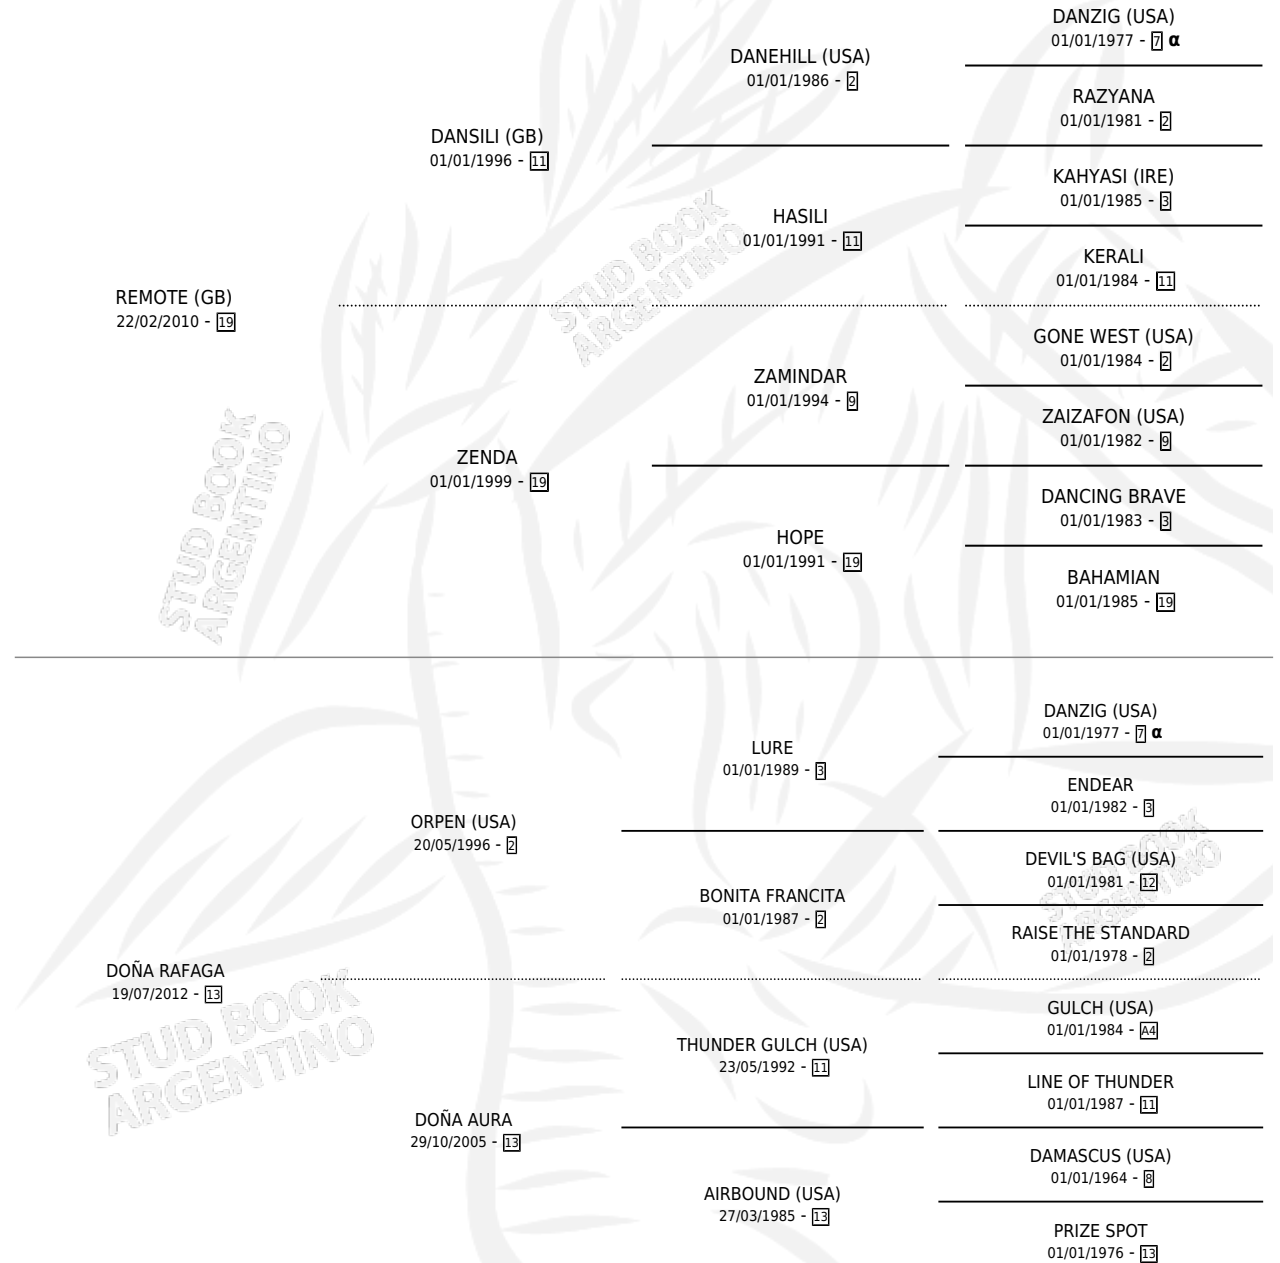 DANZIG (USA)
01/01/1977 - 7 α
DANEHILL (USA)
01/01/1986 - 2
RAZYANA
01/01/1981 - 2
DANSILI (GB)
01/01/1996 - 11
KAHYASI (IRE)
01/01/1985 - 3
HASILI
01/01/1991 - 11
KERALI
01/01/1984 - 11
REMOTE (GB)
22/02/2010 - 19
GONE WEST (USA)
01/01/1984 - 2
ZAMINDAR
01/01/1994 - 9
ZAIZAFON (USA)
01/01/1982 - 9
ZENDA
01/01/1999 - 19
DANCING BRAVE
01/01/1983 - 3
HOPE
01/01/1991 - 19
BAHAMIAN
01/01/1985 - 19
DANZIG (USA)
01/01/1977 - 7 α
LURE
01/01/1989 - 3
ENDEAR
01/01/1982 - 3
ORPEN (USA)
20/05/1996 - 2
DEVIL'S BAG (USA)
01/01/1981 - 12
BONITA FRANCITA
01/01/1987 - 2
RAISE THE STANDARD
01/01/1978 - 2
DOÑA RAFAGA
19/07/2012 - 13
GULCH (USA)
01/01/1984 - A4
THUNDER GULCH (USA)
23/05/1992 - 11
LINE OF THUNDER
01/01/1987 - 11
DOÑA AURA
29/10/2005 - 13
DAMASCUS (USA)
01/01/1964 - 8
AIRBOUND (USA)
27/03/1985 - 13
PRIZE SPOT
01/01/1976 - 13
STUD BOOK
ARGENTINO
STUD BOOK
ARGENTINO
STUD BOOK
ARGENTINO
STUD BOOK
ARGENTINO